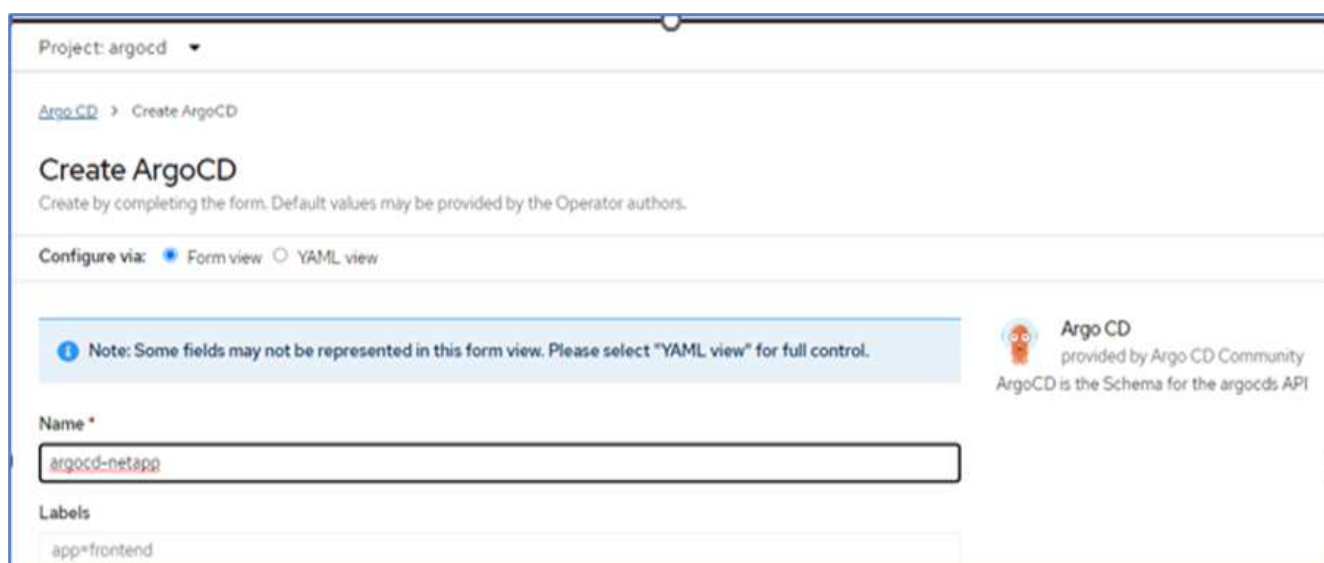 Project: argocd
Argo CD > Create ArgoCD
Create ArgoCD
Create by completing the form. Default values may be provided by the Operator authors.
Configure via: Form view YAML view
Note: Some fields may not be represented in this form view. Please select "YAML view" for full control.
Argo CD
provided by Argo CD Community
ArgoCD is the Schema for the argocds API
Name *
argocd-netapp
Labels
app=frontend